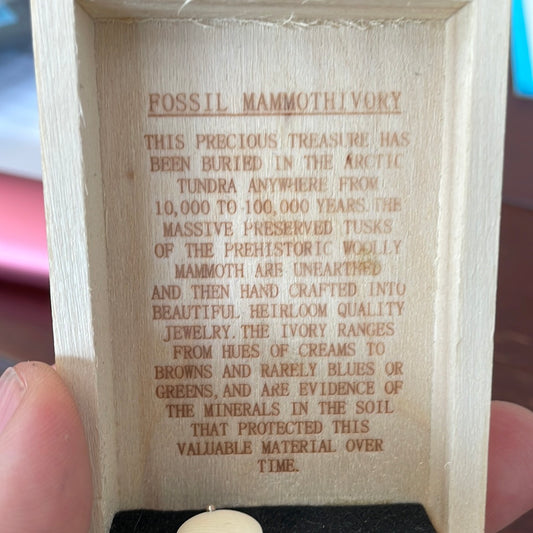 FOSSIL MAMMOTHIVORY
THIS PRECIOUS TREASURE HAS
BEEN BURIED IN THE ARCTIC
TUNDRA ANYWHERE FROM
10,000 TO 100,000 YEARS.THE
MASSIVE PRESERVED TUSKS
OF THE PREHISTORIC WOOLLY
MAMMOTH ARE UNEARTHED
AND THEN HAND CRAFTED INTO
BEAUTIFUL HEIRLOOM QUALITY
JEWELRY.THE IVORY RANGES
FROM HUES OF CREAMS TO
BROWNS AND RARELY BLUES OR
GREENS,AND ARE EVIDENCE OF
THE MINERALS IN THE SOIL
THAT PROTECTED THIS
VALUABLE MATERIAL OVER
TIME.